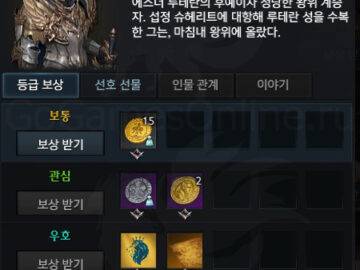 에스더 루테란의 후예이자 정당한 왕위 계승
자. 섭정 슈헤리트에 대항해 루테란 성을 수복
한 그는, 마침내 왕위에 올랐다.
등급 보상 선호 선물 인물 관계 이야기
보통
15
보상 받기
관심
2
보상 받기
우호
보상 받기